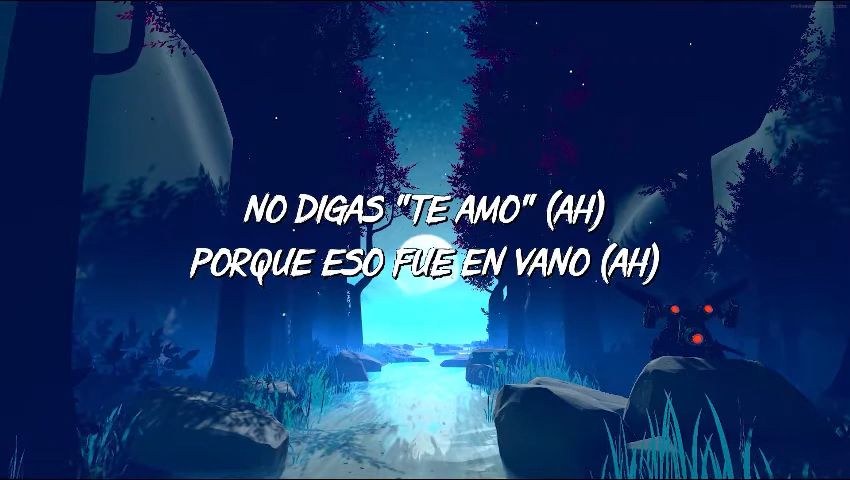 NO DIGAS "TE AMO" (AH)
PORQUE ESO FUE EN VANO (AH)